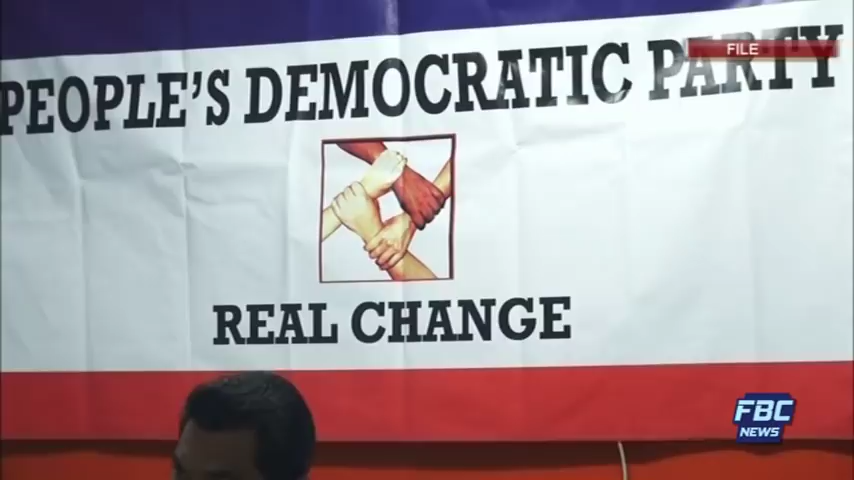 FILE
PEOPLE'S DEMOCRATIC PARTY
REAL CHANGE
FBC
NEWS